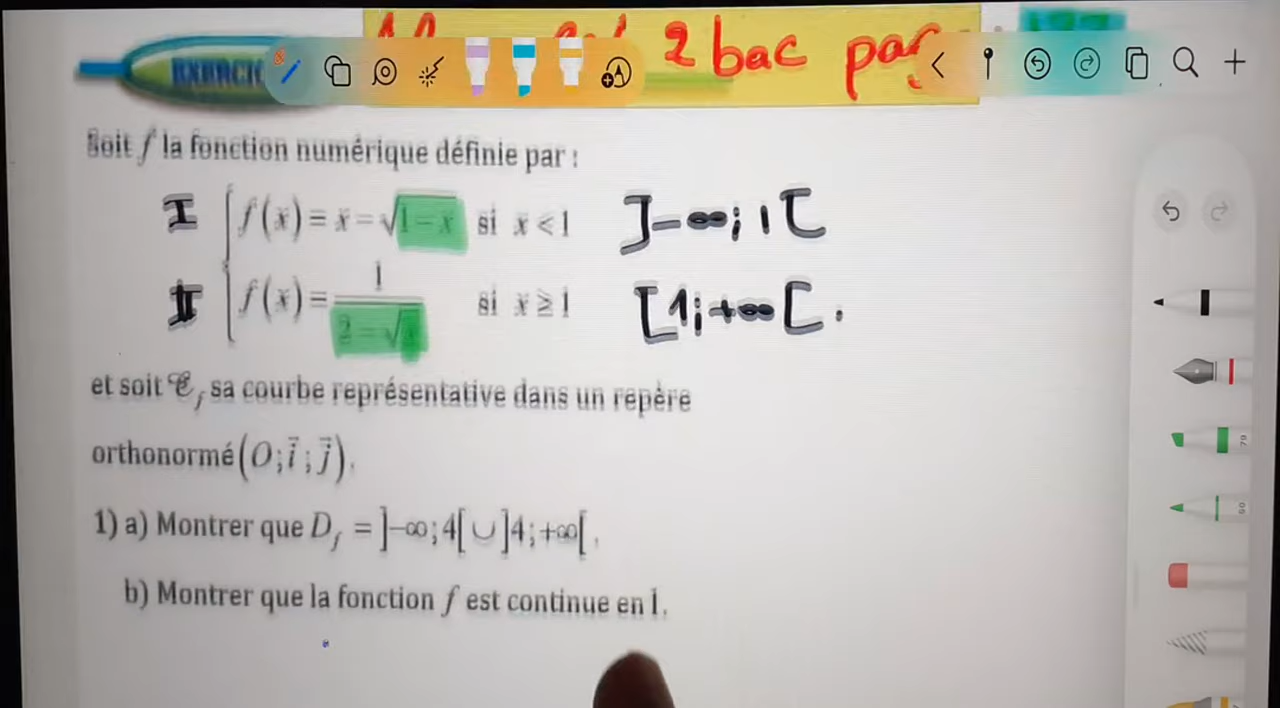 2 bac par
EXERCIC
Soit f la fonction numérique définie par :
I f(x) = x − √1 − x si x < 1 ]−∞; 1[
II f(x) = 1/(2 − √x) si x ≥ 1 [1; +∞[.
et soit 𝒞f sa courbe représentative dans un repère
orthonormé (O; i⃗; j⃗).
1) a) Montrer que Df = ]−∞; 4[ ∪ ]4; +∞[.
b) Montrer que la fonction f est continue en 1.